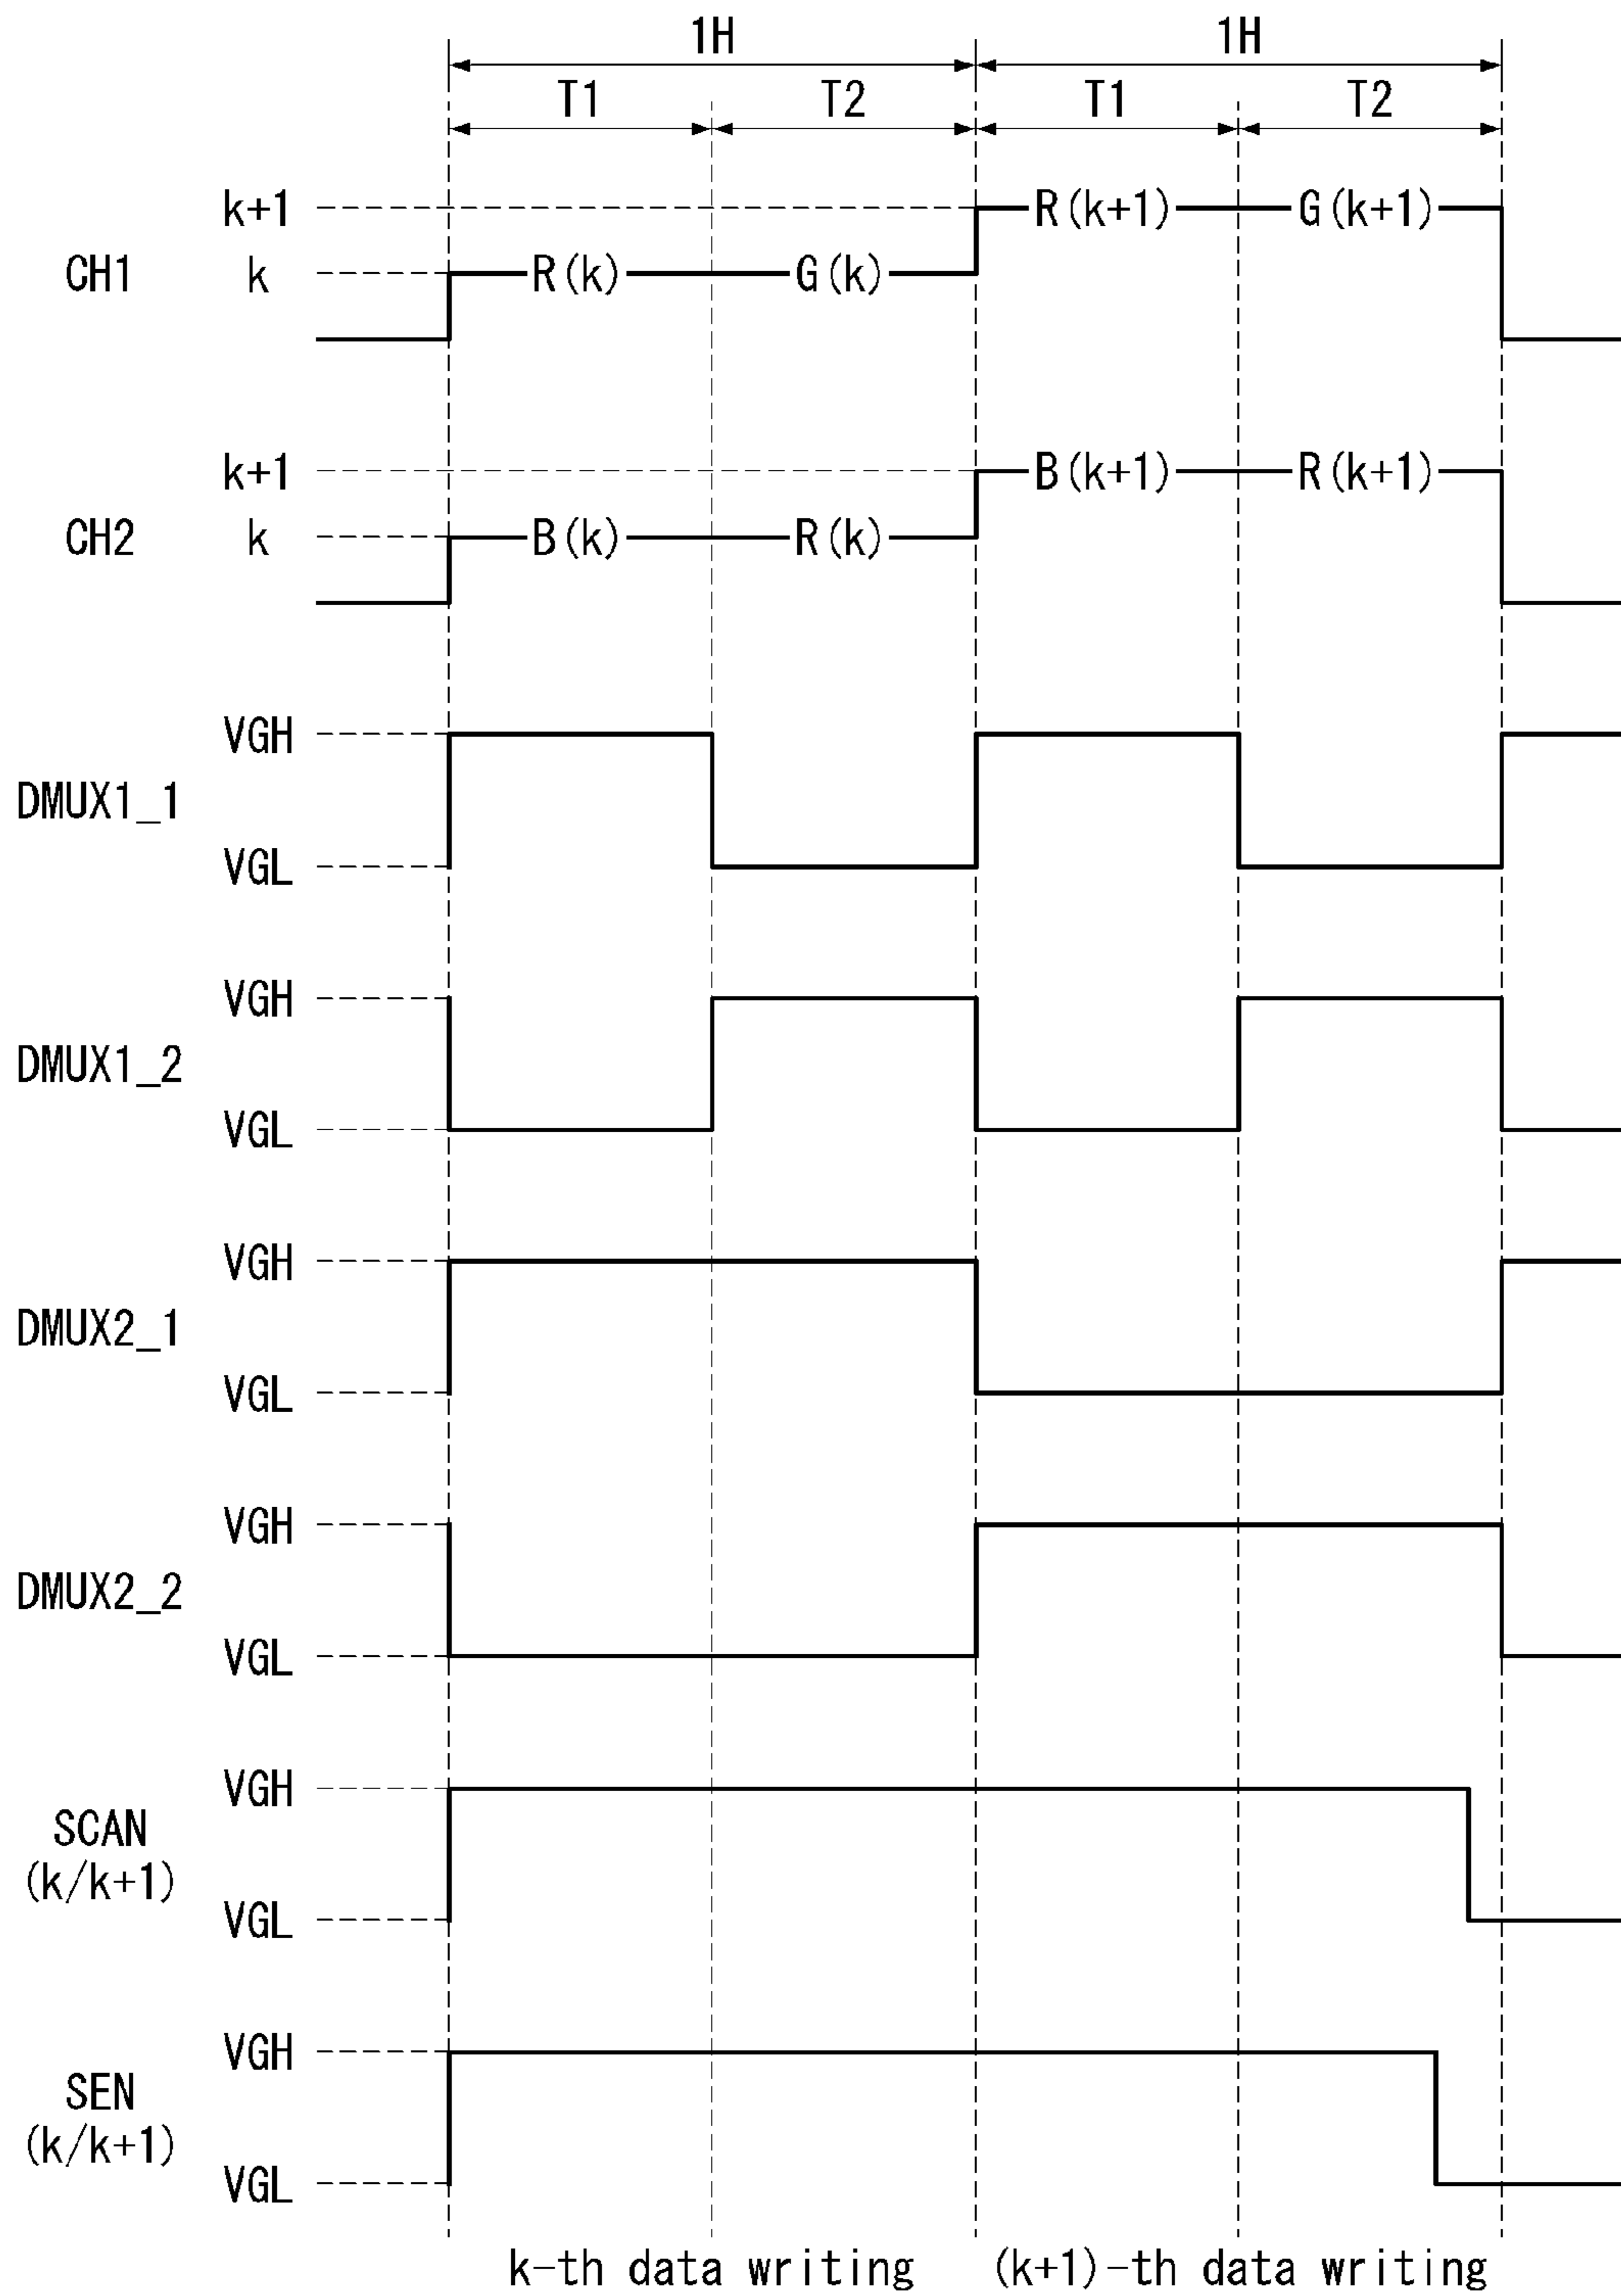 1H 1H
T1 T2 T1 T2
k+1 R(k+1) G(k+1)
CH1 k R(k) G(k)
k+1 B(k+1) R(k+1)
CH2 k B(k) R(k)
VGH
DMUX1_1
VGL
VGH
DMUX1_2
VGL
VGH
DMUX2_1
VGL
VGH
DMUX2_2
VGL
VGH
SCAN
(k/k+1)
VGL
VGH
SEN
(k/k+1)
VGL
k-th data writing (k+1)-th data writing